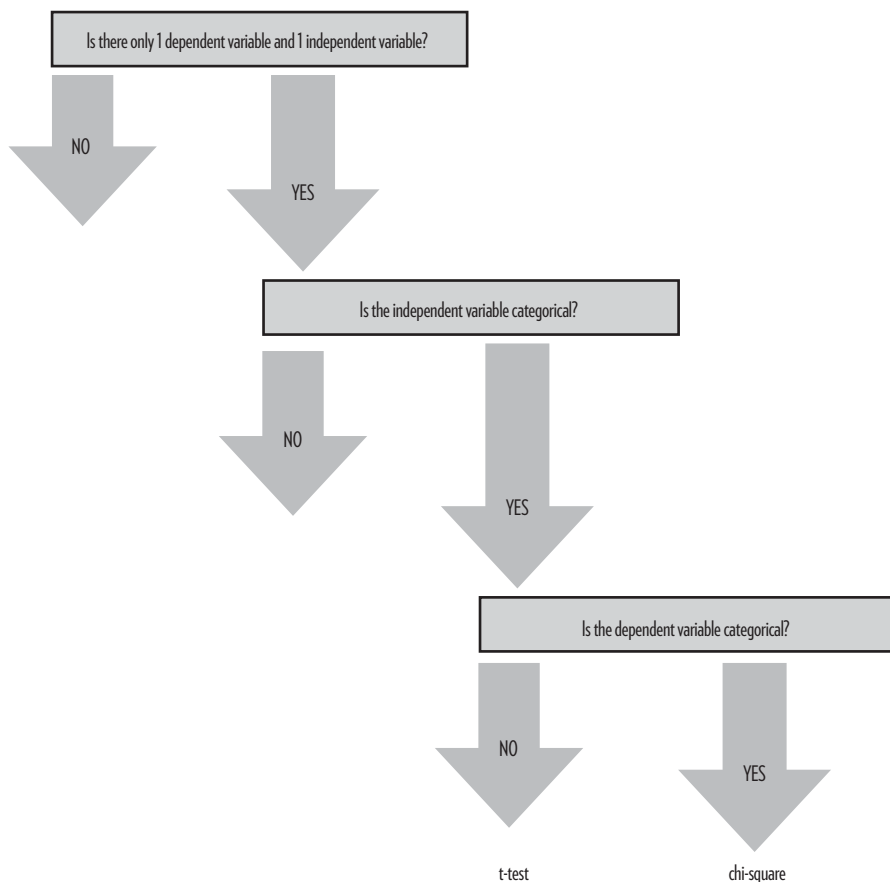 Is there only 1 dependent variable and 1 independent variable?
NO
YES
Is the independent variable categorical?
NO
YES
Is the dependent variable categorical?
NO
YES
t-test
chi-square